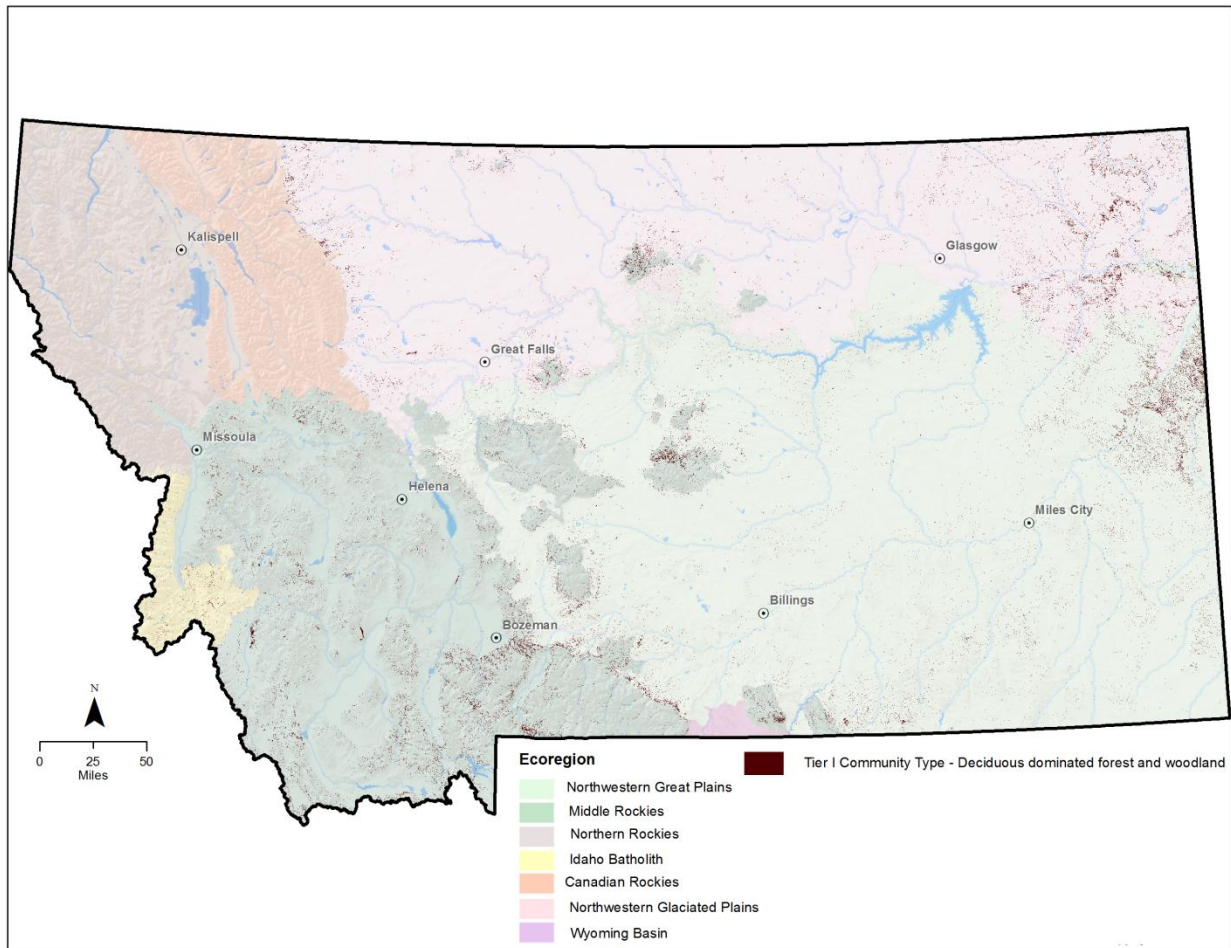 Kalispell
Glasgow
Great Falls
Missoula
Helena
Miles City
Billings
Bozeman
N
0 25 50
Miles
Ecoregion
Northwestern Great Plains
Middle Rockies
Northern Rockies
Idaho Batholith
Canadian Rockies
Northwestern Glaciated Plains
Wyoming Basin
Tier I Community Type - Deciduous dominated forest and woodland